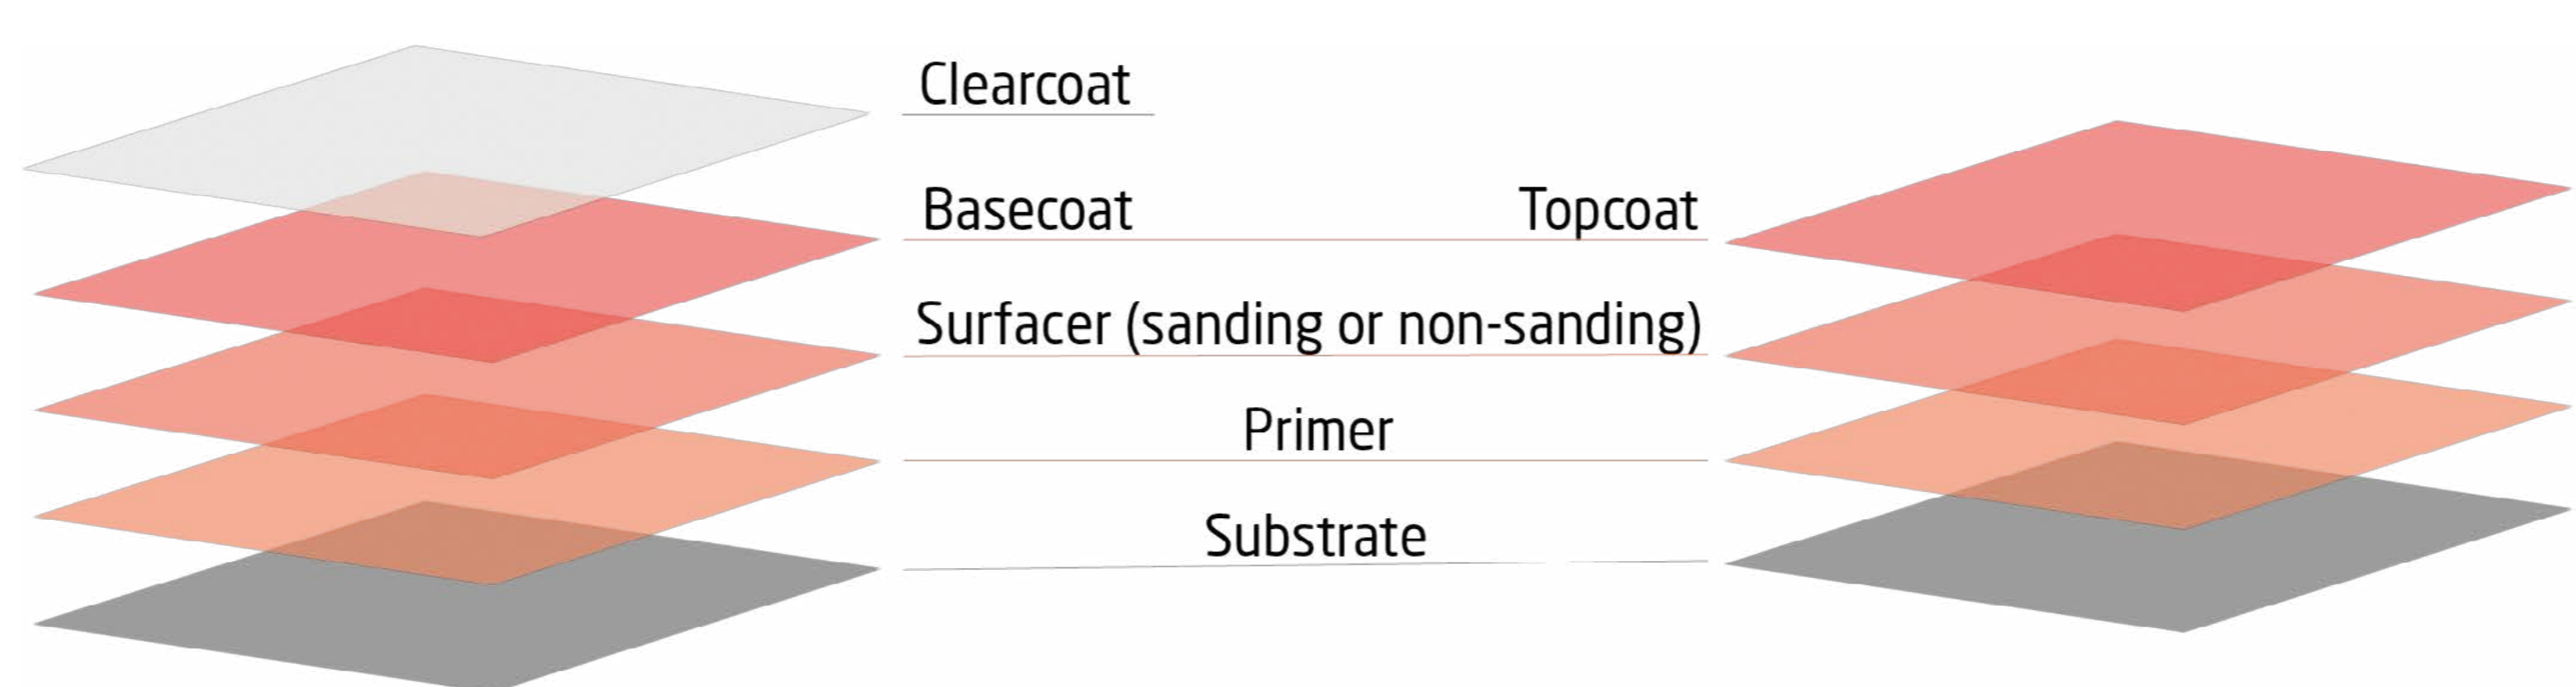 Clearcoat
Basecoat Topcoat
Surfacer (sanding or non-sanding)
Primer
Substrate